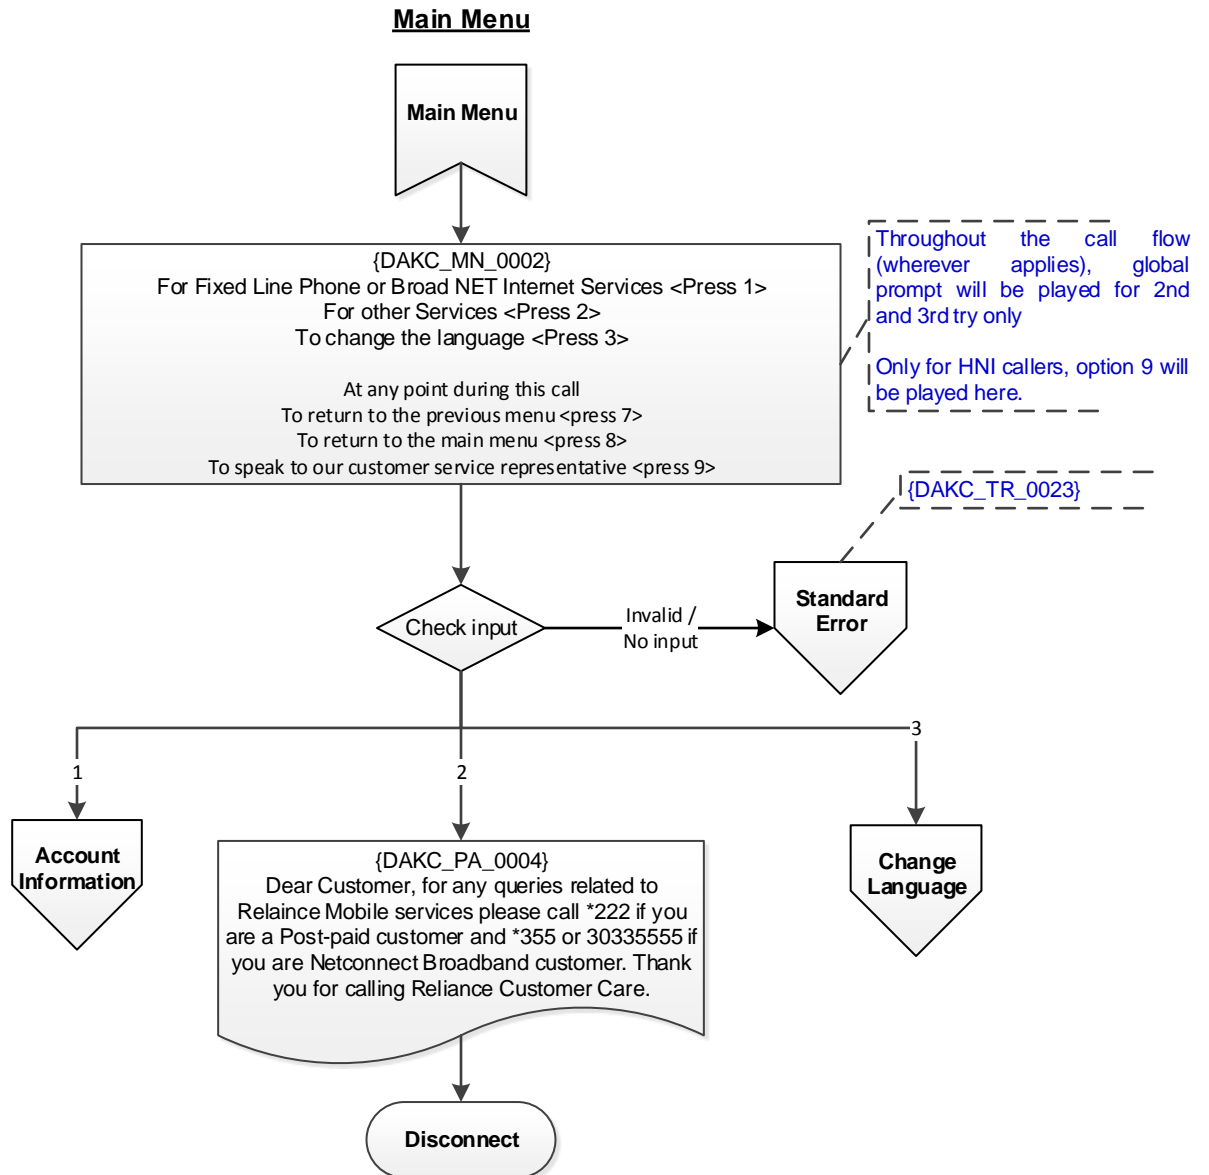 Main Menu
Main Menu
{DAKC_MN_0002}
For Fixed Line Phone or Broad NET Internet Services <Press 1>
For other Services <Press 2>
To change the language <Press 3>
At any point during this call
To return to the previous menu <press 7>
To return to the main menu <press 8>
To speak to our customer service representative <press 9>
Throughout the call flow
(wherever applies), global
prompt will be played for 2nd
and 3rd try only
Only for HNI callers, option 9 will
be played here.
{DAKC_TR_0023}
Check input
Invalid /
No input
Standard
Error
1
2
3
Account
Information
{DAKC_PA_0004}
Dear Customer, for any queries related to
Relaince Mobile services please call *222 if you
are a Post-paid customer and *355 or 30335555 if
you are Netconnect Broadband customer. Thank
you for calling Reliance Customer Care.
Change
Language
Disconnect